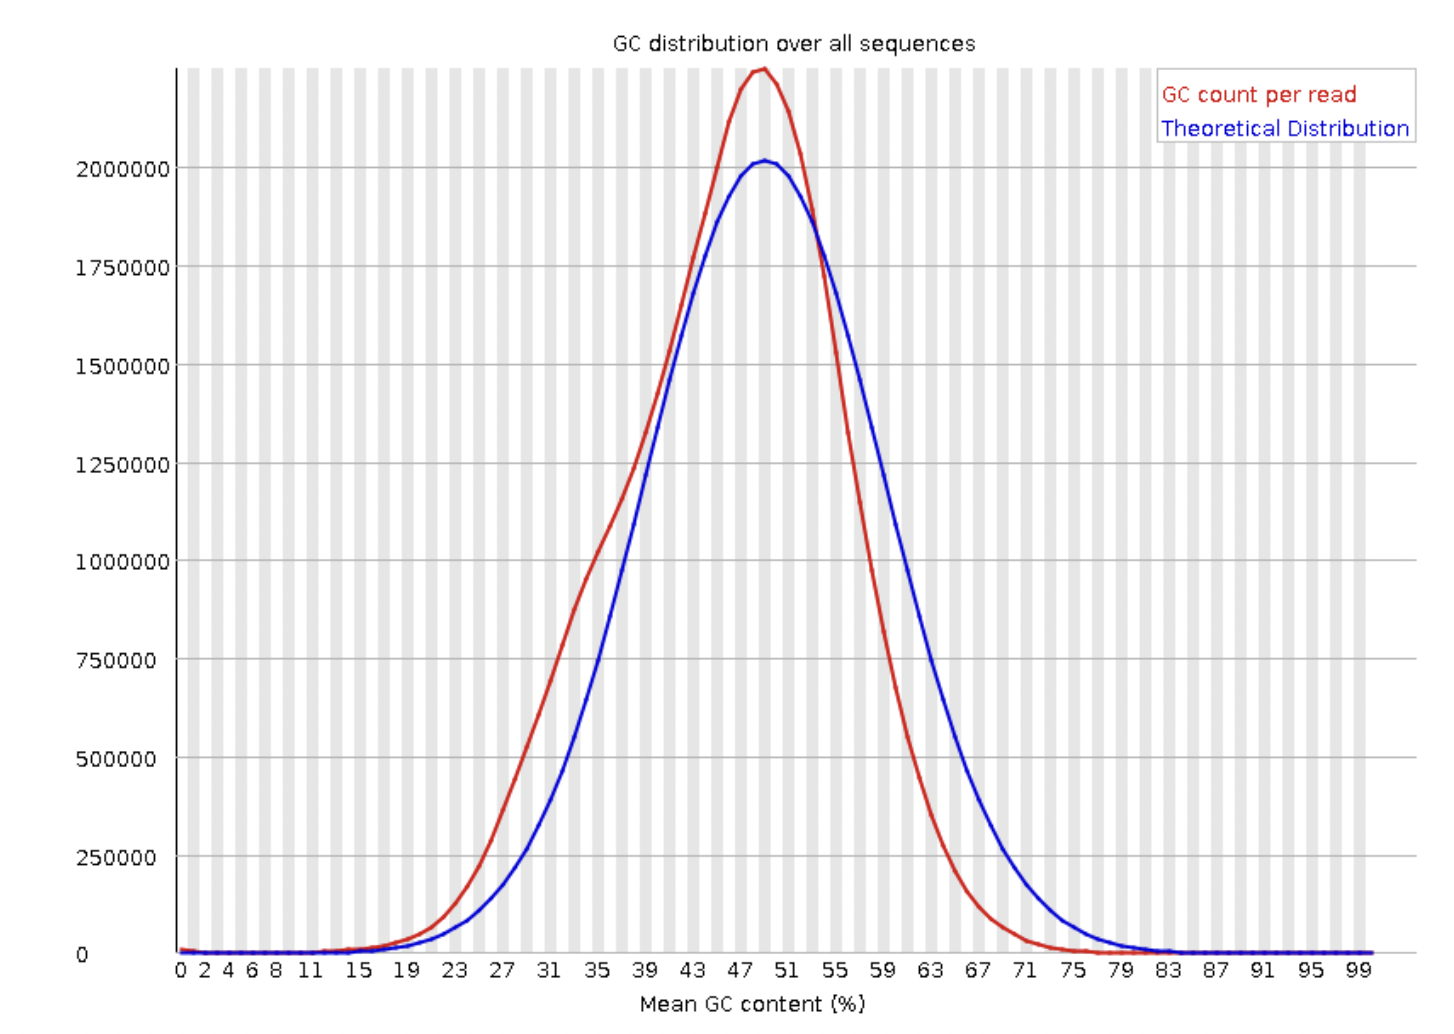 GC distribution over all sequences
GC count per read
Theoretical Distribution
2000000
1750000
1500000
1250000
1000000
750000
500000
250000
0
0 2 4 6 8 11 15 19 23 27 31 35 39 43 47 51 55 59 63 67 71 75 79 83 87 91 95 99
Mean GC content (%)